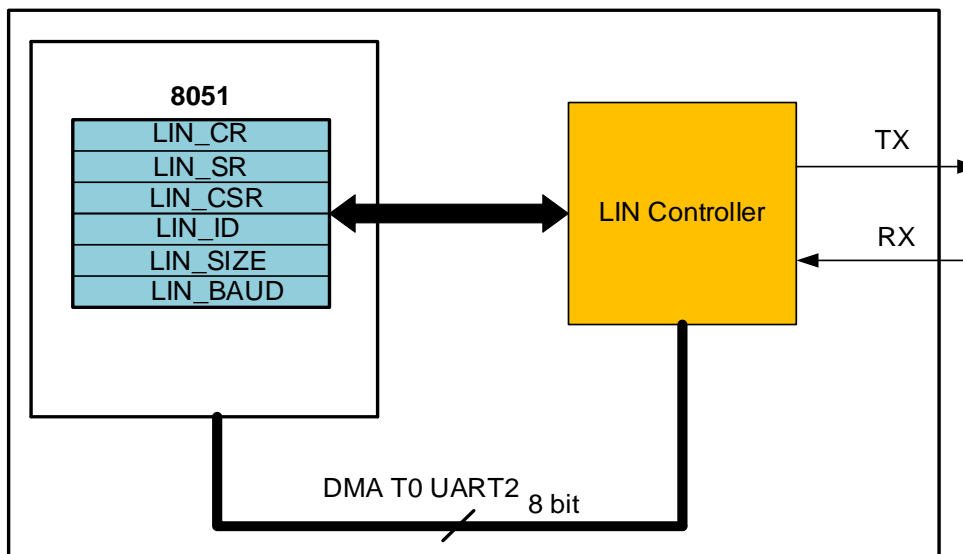 8051
LIN_CR
LIN_SR
LIN_CSR
LIN_ID
LIN_SIZE
LIN_BAUD
LIN Controller
TX
RX
DMA T0 UART2
8 bit